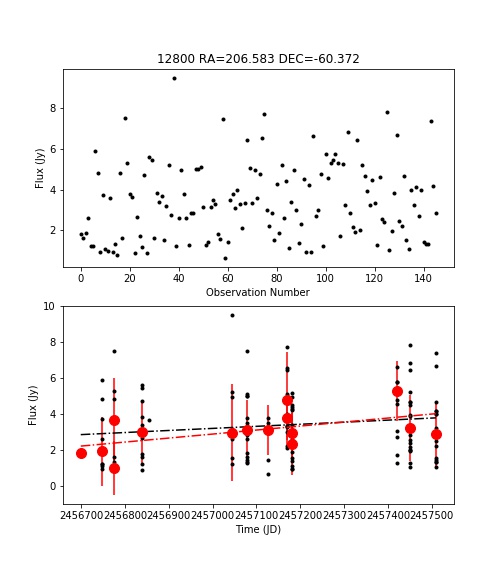 12800 RA=206.583 DEC=-60.372
8
6
4
2
Flux (Jy)
0 20 40 60 80 100 120 140
Observation Number
10
8
6
4
2
0
Flux (Jy)
2456700 2456800 2456900 2457000 2457100 2457200 2457300 2457400 2457500
Time (JD)